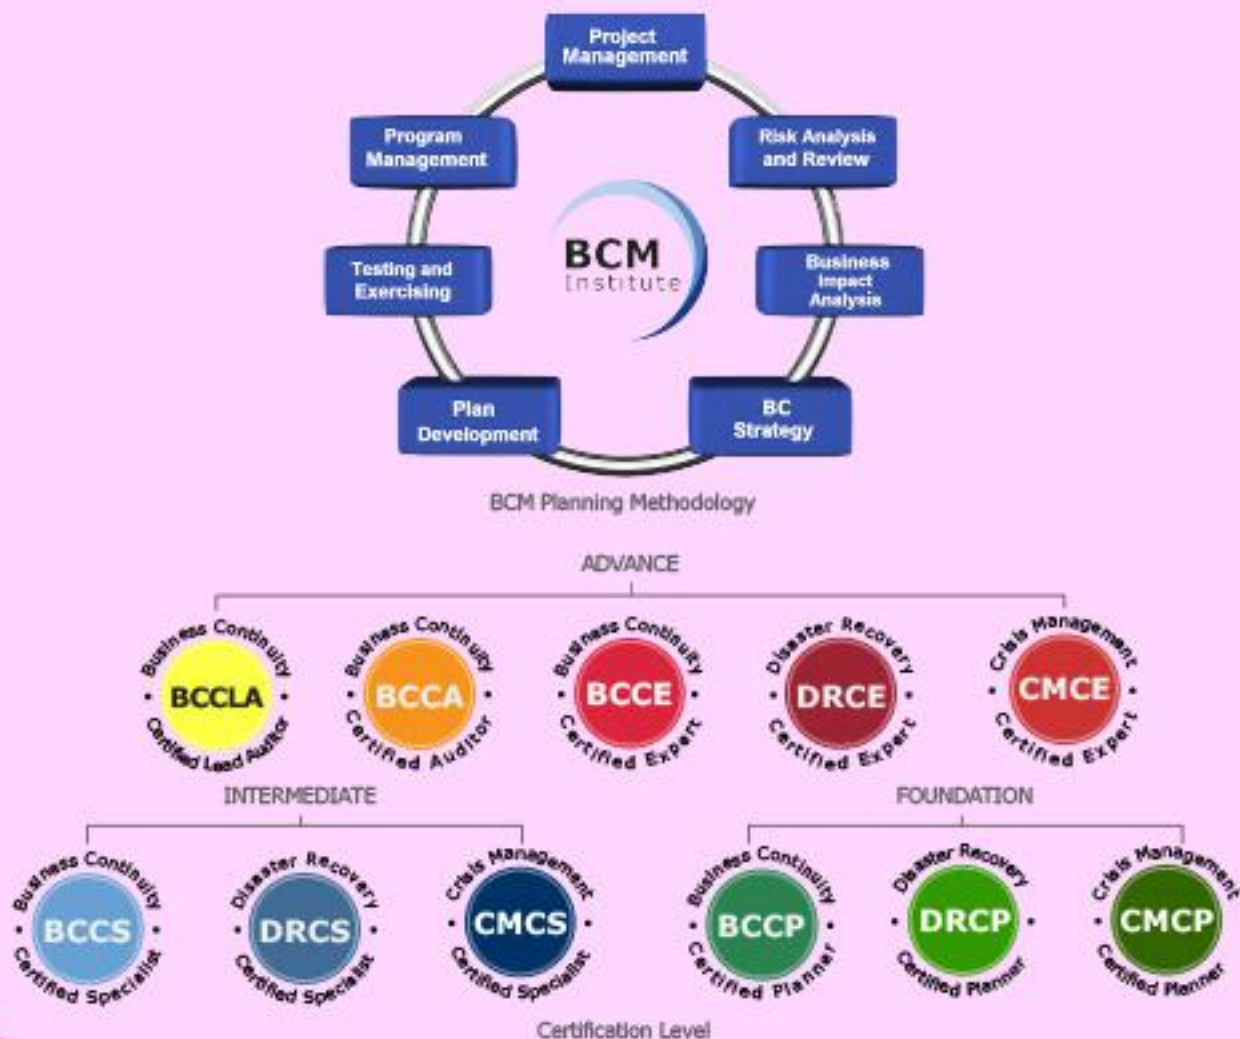 Project
Management
Program
Management
Risk Analysis
and Review
BCM
Institute
Testing and
Exercising
Business
Impact
Analysis
Plan
Development
BC
Strategy
BCM Planning Methodology
ADVANCE
Business Continuity
BCCLA
Certified Lead Auditor
Business Continuity
BCCA
Certified Auditor
Business Continuity
BCCE
Certified Expert
Disaster Recovery
DRCE
Certified Expert
Crisis Management
CMCE
Certified Expert
INTERMEDIATE
Business Continuity
BCCS
Certified Specialist
Disaster Recovery
DRCS
Certified Specialist
Crisis Management
CMCS
Certified Specialist
FOUNDATION
Business Continuity
BCCP
Certified Planner
Disaster Recovery
DRCP
Certified Planner
Crisis Management
CMCP
Certified Planner
Certification Level